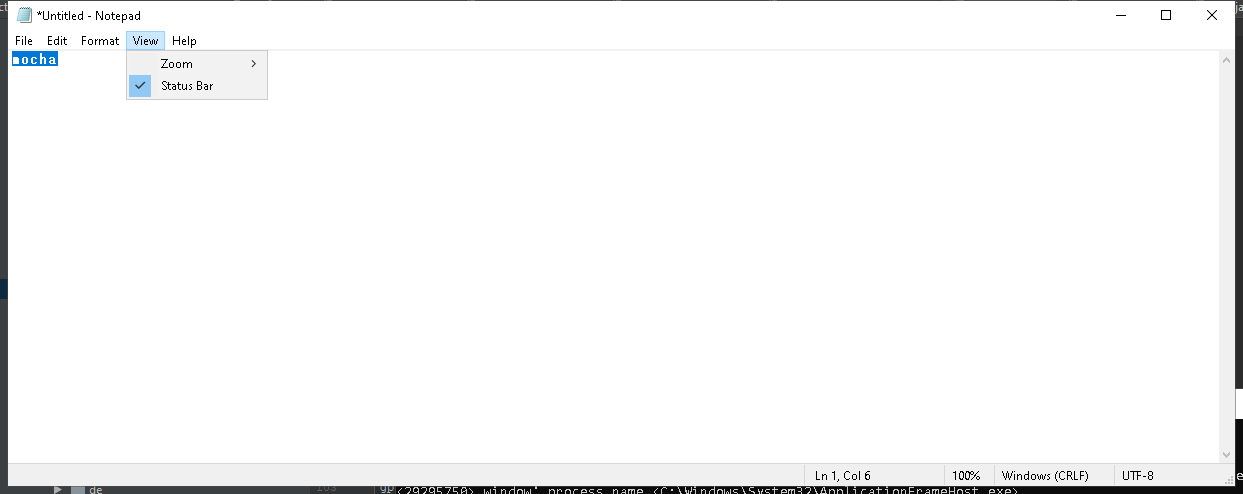 *Untitled - Notepad
File Edit Format View Help
mocha
Zoom
Status Bar
Ln 1, Col 6 100% Windows (CRLF) UTF-8
de
<29295750> window' process name <C:\Windows\System32\ApplicationFrameHost.exe>